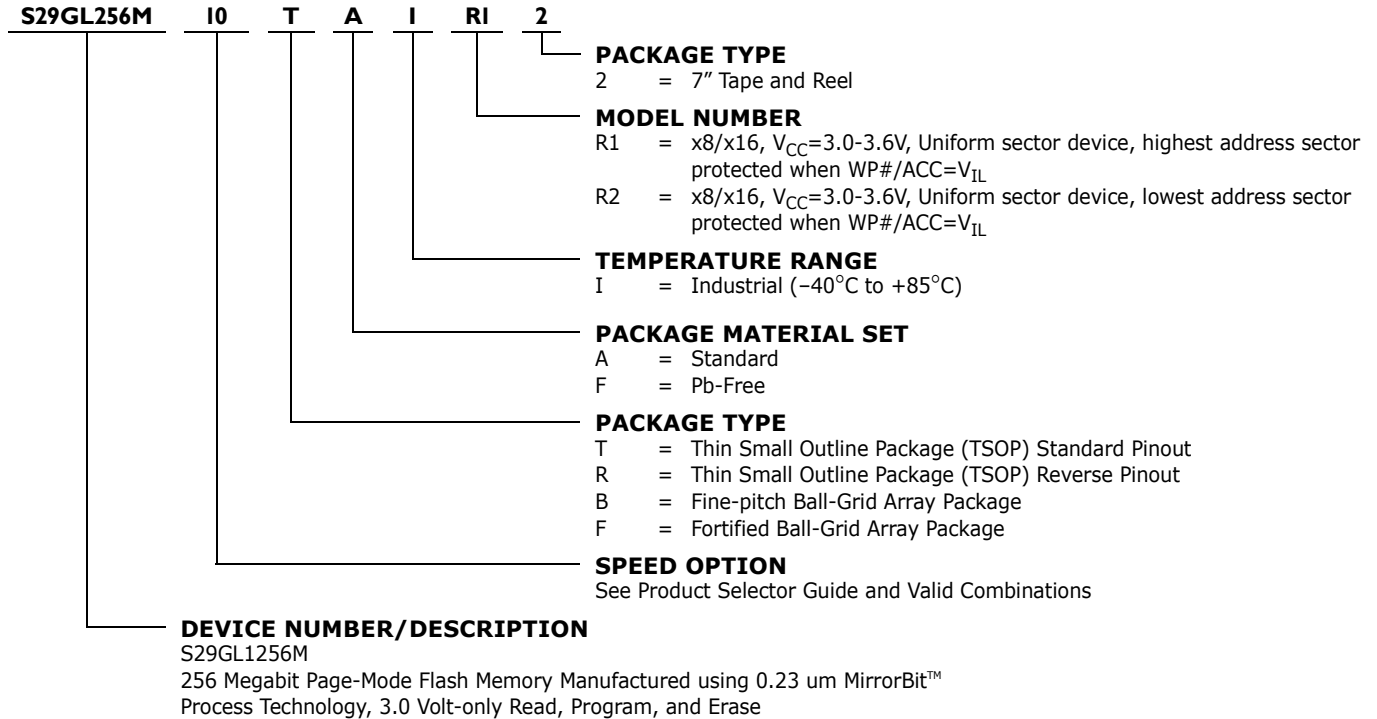 S29GL256M 10 T A I R1 2
PACKAGE TYPE
2 = 7″ Tape and Reel
MODEL NUMBER
R1 = x8/x16, VCC=3.0-3.6V, Uniform sector device, highest address sector
protected when WP#/ACC=VIL
R2 = x8/x16, VCC=3.0-3.6V, Uniform sector device, lowest address sector
protected when WP#/ACC=VIL
TEMPERATURE RANGE
I = Industrial (–40°C to +85°C)
PACKAGE MATERIAL SET
A = Standard
F = Pb-Free
PACKAGE TYPE
T = Thin Small Outline Package (TSOP) Standard Pinout
R = Thin Small Outline Package (TSOP) Reverse Pinout
B = Fine-pitch Ball-Grid Array Package
F = Fortified Ball-Grid Array Package
SPEED OPTION
See Product Selector Guide and Valid Combinations
DEVICE NUMBER/DESCRIPTION
S29GL1256M
256 Megabit Page-Mode Flash Memory Manufactured using 0.23 um MirrorBit™
Process Technology, 3.0 Volt-only Read, Program, and Erase